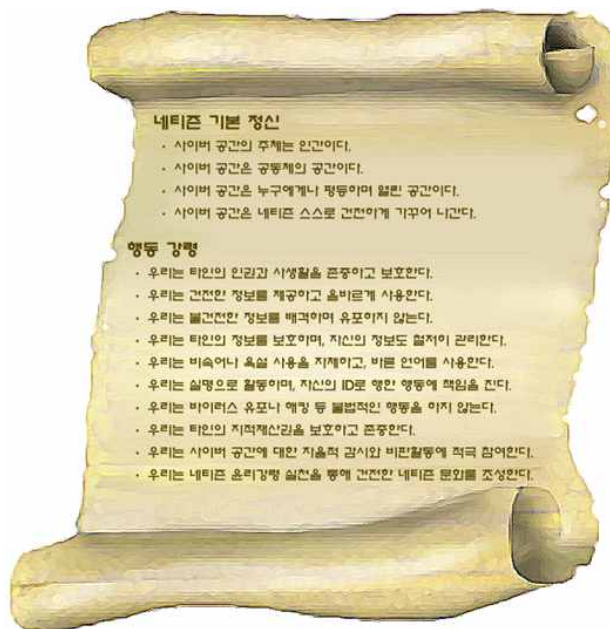 네티즌 기본 정신
· 사이버 공간의 주체는 인간이다.
· 사이버 공간은 공동체의 공간이다.
· 사이버 공간은 누구에게나 평등하며 열린 공간이다.
· 사이버 공간은 네티즌 스스로 건전하게 가꾸어 나간다.
행동 강령
· 우리는 타인의 인권과 사생활을 존중하고 보호한다.
· 우리는 건전한 정보를 제공하고 올바르게 사용한다.
· 우리는 불건전한 정보를 배격하며 유포하지 않는다.
· 우리는 타인의 정보를 보호하며, 자신의 정보도 철저히 관리한다.
· 우리는 비속어나 욕설 사용을 자제하고, 바른 언어를 사용한다.
· 우리는 실명으로 활동하며, 자신의 ID로 행한 행동에 책임을 진다.
· 우리는 바이러스 유포나 해킹 등 불법적인 행동을 하지 않는다.
· 우리는 타인의 지적재산권을 보호하고 존중한다.
· 우리는 사이버 공간에 대한 자율적 감시와 비판활동에 적극 참여한다.
· 우리는 네티즌 윤리강령 실천을 통해 건전한 네티즌 문화를 조성한다.